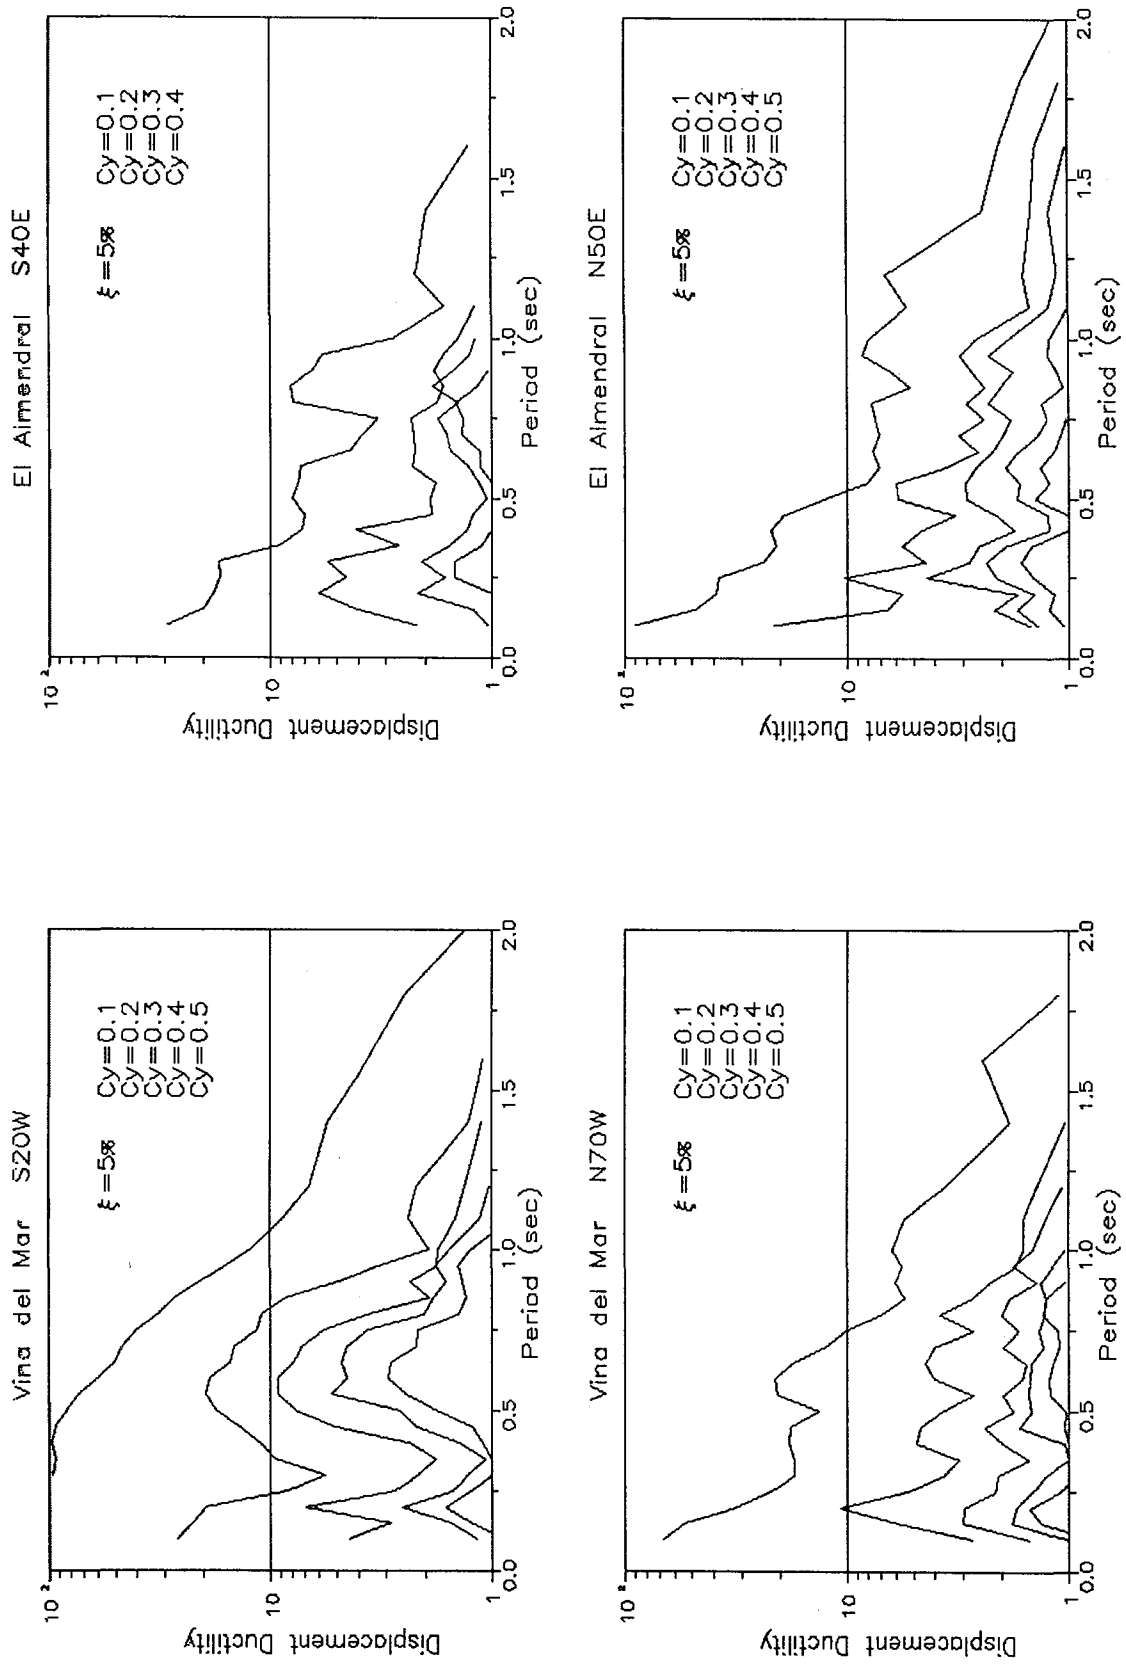 Vina del Mar S20W
ξ=5%
Cy=0.1
Cy=0.2
Cy=0.3
Cy=0.4
Cy=0.5
Displacement Ductility
10²
10
1
0.0 0.5 1.0 1.5 2.0
Period (sec)
El Almendral S40E
ξ=5%
Cy=0.1
Cy=0.2
Cy=0.3
Cy=0.4
Displacement Ductility
10²
10
1
0.0 0.5 1.0 1.5 2.0
Period (sec)
Vina del Mar N70W
ξ=5%
Cy=0.1
Cy=0.2
Cy=0.3
Cy=0.4
Cy=0.5
Displacement Ductility
10²
10
1
0.0 0.5 1.0 1.5 2.0
Period (sec)
El Almendral N50E
ξ=5%
Cy=0.1
Cy=0.2
Cy=0.3
Cy=0.4
Cy=0.5
Displacement Ductility
10²
10
1
0.0 0.5 1.0 1.5 2.0
Period (sec)